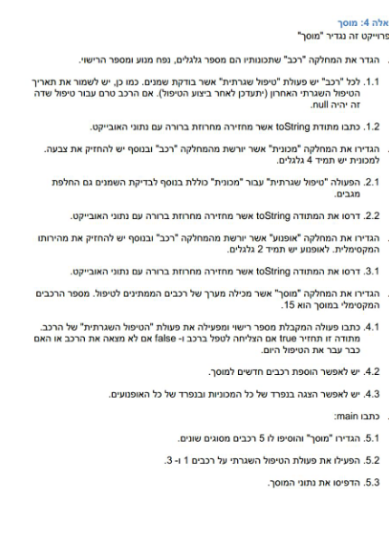 אלה 4: מוסך
פרוייקט זה נגדיר "מוסך"
הגדר את המחלקה "רכב" שתכונותיו הם מספר גלגלים, נפח מנוע ומספר הרישוי.
1.1. לכל "רכב" יש פעולת "טיפול שגרתית" אשר בודקת שמנים. כמו כן, יש לשמור את תאריך
הטיפול השגרתי האחרון (יתעדכן לאחר ביצוע הטיפול). אם הרכב טרם עבר טיפול שדה
זה יהיה null.
1.2. כתבו מתודת toString אשר מחזירה מחרוזת ברורה עם נתוני האובייקט.
הגדירו את המחלקה "מכונית" אשר יורשת מהמחלקה "רכב" ובנוסף יש להחזיק את צבעה.
למכונית יש תמיד 4 גלגלים.
2.1. הפעולה "טיפול שגרתית" עבור "מכונית" כוללת בנוסף לבדיקת השמנים גם החלפת
מגבים.
2.2. דרסו את המתודה toString אשר מחזירה מחרוזת ברורה עם נתוני האובייקט.
הגדירו את המחלקה "אופנוע" אשר יורשת מהמחלקה "רכב" ובנוסף יש להחזיק את מהירותו
המקסימלית. לאופנוע יש תמיד 2 גלגלים.
3.1. דרסו את המתודה toString אשר מחזירה מחרוזת ברורה עם נתוני האובייקט.
הגדירו את המחלקה "מוסך" אשר מכילה מערך של רכבים הממתינים לטיפול. מספר הרכבים
המקסימלי במוסך הוא 15.
4.1. כתבו פעולה המקבלת מספר רישוי ומפעילה את פעולת "הטיפול השגרתית" של הרכב.
מתודה זו תחזיר true אם הצליחה לטפל ברכב ו- false אם לא מצאה את הרכב או האם
כבר עבר את הטיפול היום.
4.2. יש לאפשר הוספת רכבים חדשים למוסך.
4.3. יש לאפשר הצגה בנפרד של כל המכוניות ובנפרד של כל האופנועים.
כתבו main:
5.1. הגדירו "מוסך" והוסיפו לו 5 רכבים מסוגים שונים.
5.2. הפעילו את פעולת הטיפול השגרתי על רכבים 1 ו- 3.
5.3. הדפיסו את נתוני המוסך.